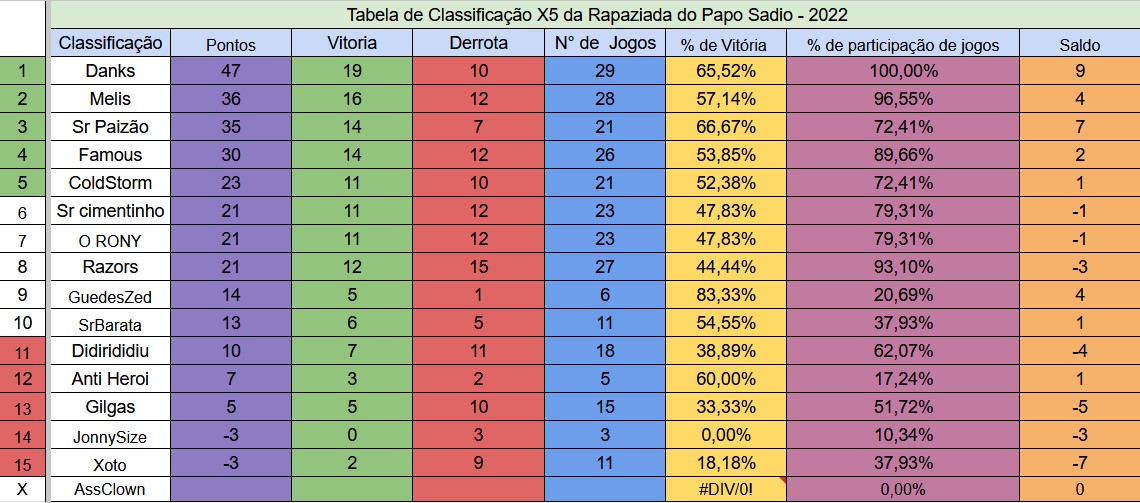 Tabela de Classificação X5 da Rapaziada do Papo Sadio - 2022
Classificação Pontos Vitoria Derrota N° de Jogos % de Vitória % de participação de jogos Saldo
1 Danks 47 19 10 29 65,52% 100,00% 9
2 Melis 36 16 12 28 57,14% 96,55% 4
3 Sr Paizão 35 14 7 21 66,67% 72,41% 7
4 Famous 30 14 12 26 53,85% 89,66% 2
5 ColdStorm 23 11 10 21 52,38% 72,41% 1
6 Sr cimentinho 21 11 12 23 47,83% 79,31% -1
7 O RONY 21 11 12 23 47,83% 79,31% -1
8 Razors 21 12 15 27 44,44% 93,10% -3
9 GuedesZed 14 5 1 6 83,33% 20,69% 4
10 SrBarata 13 6 5 11 54,55% 37,93% 1
11 Didirididiu 10 7 11 18 38,89% 62,07% -4
12 Anti Heroi 7 3 2 5 60,00% 17,24% 1
13 Gilgas 5 5 10 15 33,33% 51,72% -5
14 JonnySize -3 0 3 3 0,00% 10,34% -3
15 Xoto -3 2 9 11 18,18% 37,93% -7
X AssClown #DIV/0! 0,00% 0